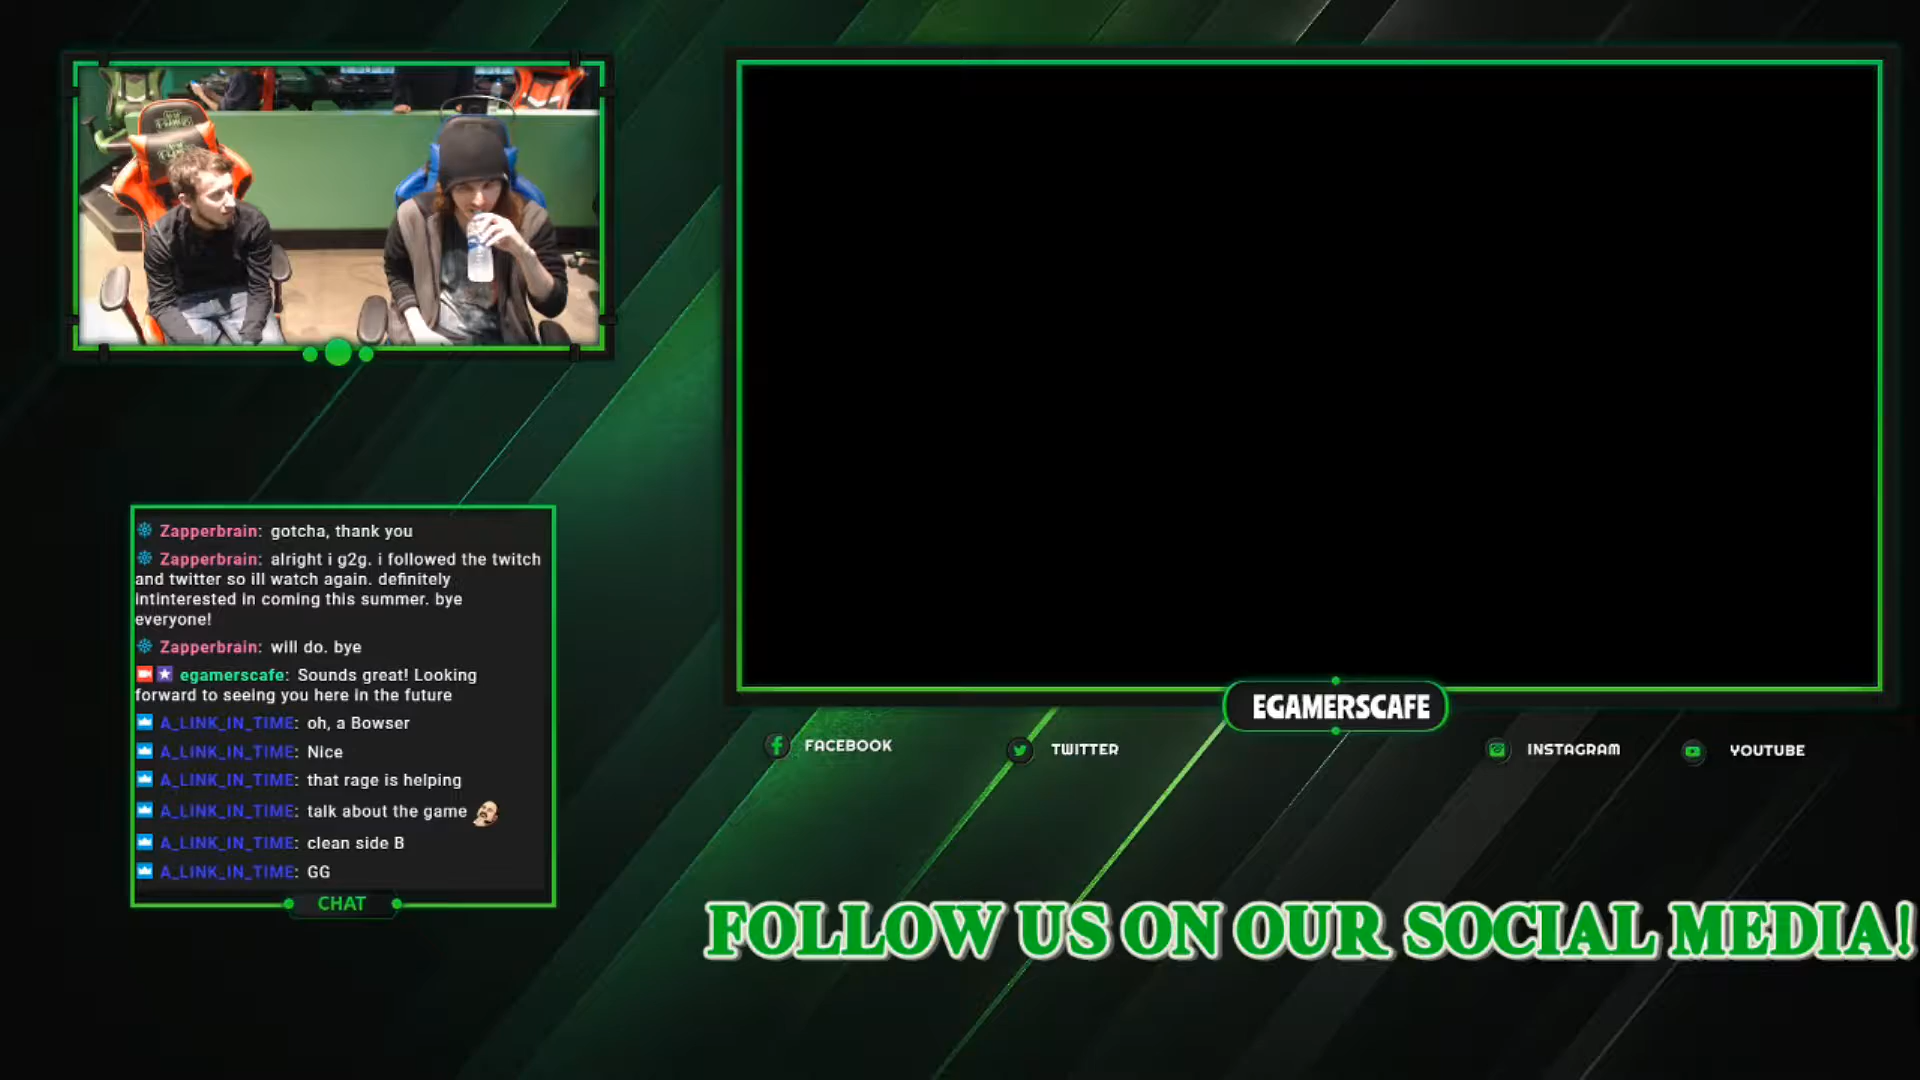 Zapperbrain: gotcha, thank you
Zapperbrain: alright i g2g. i followed the twitch
and twitter so ill watch again. definitely
intinterested in coming this summer. bye
everyone!
Zapperbrain: will do. bye
egamerscafe: Sounds great! Looking
forward to seeing you here in the future
A_LINK_IN_TIME: oh, a Bowser
A_LINK_IN_TIME: Nice
A_LINK_IN_TIME: that rage is helping
A_LINK_IN_TIME: talk about the game
A_LINK_IN_TIME: clean side B
A_LINK_IN_TIME: GG
CHAT
EGAMERSCAFE
FACEBOOK
TWITTER
INSTAGRAM
YOUTUBE
FOLLOW US ON OUR SOCIAL MEDIA!